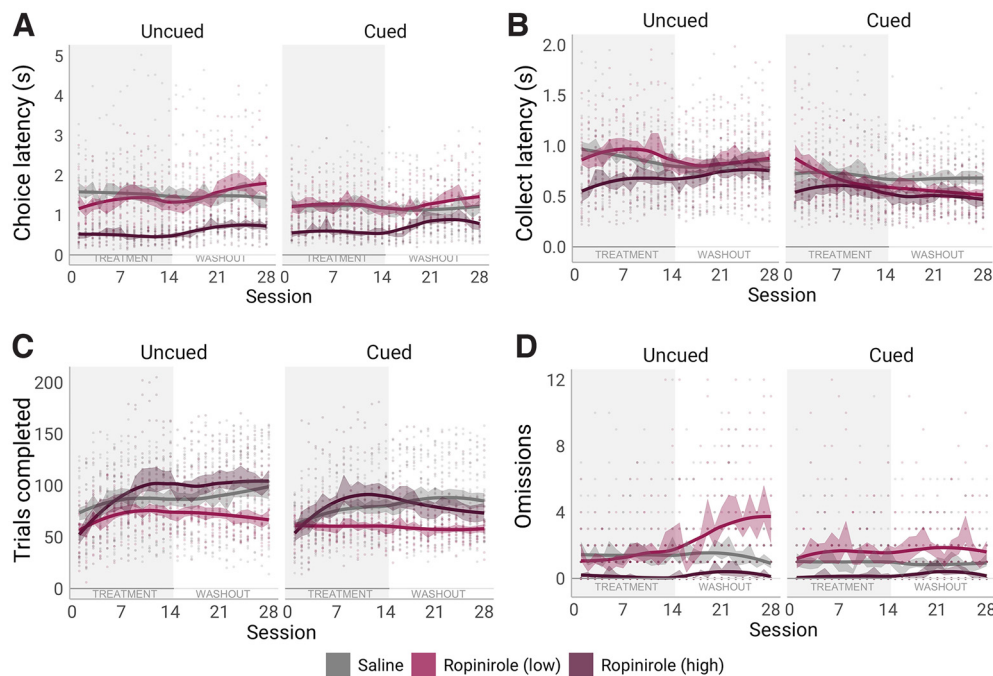 A
Uncued
Cued
Choice latency (s)
5
4
3
2
1
0
TREATMENT
WASHOUT
TREATMENT
WASHOUT
0 7 14 21 28
0 7 14 21 28
Session
B
Uncued
Cued
Collect latency (s)
2.0
1.5
1.0
0.5
0.0
TREATMENT
WASHOUT
TREATMENT
WASHOUT
0 7 14 21 28
0 7 14 21 28
Session
C
Uncued
Cued
Trials completed
200
150
100
50
0
TREATMENT
WASHOUT
TREATMENT
WASHOUT
0 7 14 21 28
0 7 14 21 28
Session
D
Uncued
Cued
Omissions
12
8
4
0
TREATMENT
WASHOUT
TREATMENT
WASHOUT
0 7 14 21 28
0 7 14 21 28
Session
Saline Ropinirole (low) Ropinirole (high)